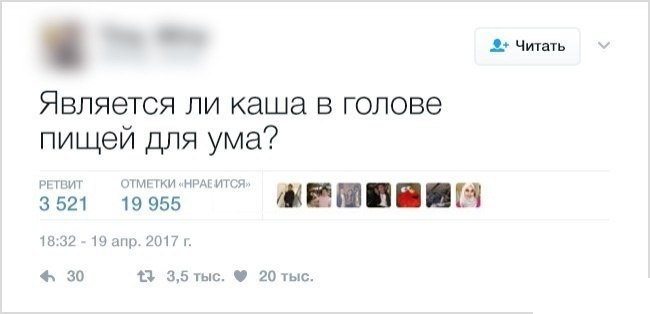 Читать
Является ли каша в голове
пищей для ума?
РЕТВИТ ОТМЕТКИ «НРАВИТСЯ»
3 521 19 955
18:32 - 19 апр. 2017 г.
30 3,5 тыс. 20 тыс.